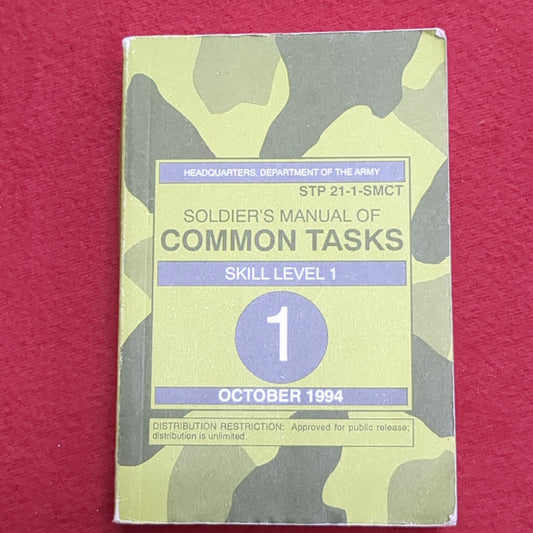 HEADQUARTERS, DEPARTMENT OF THE ARMY
STP 21-1-SMCT
SOLDIER'S MANUAL OF
COMMON TASKS
SKILL LEVEL 1
1
OCTOBER 1994
DISTRIBUTION RESTRICTION: Approved for public release;
distribution is unlimited.